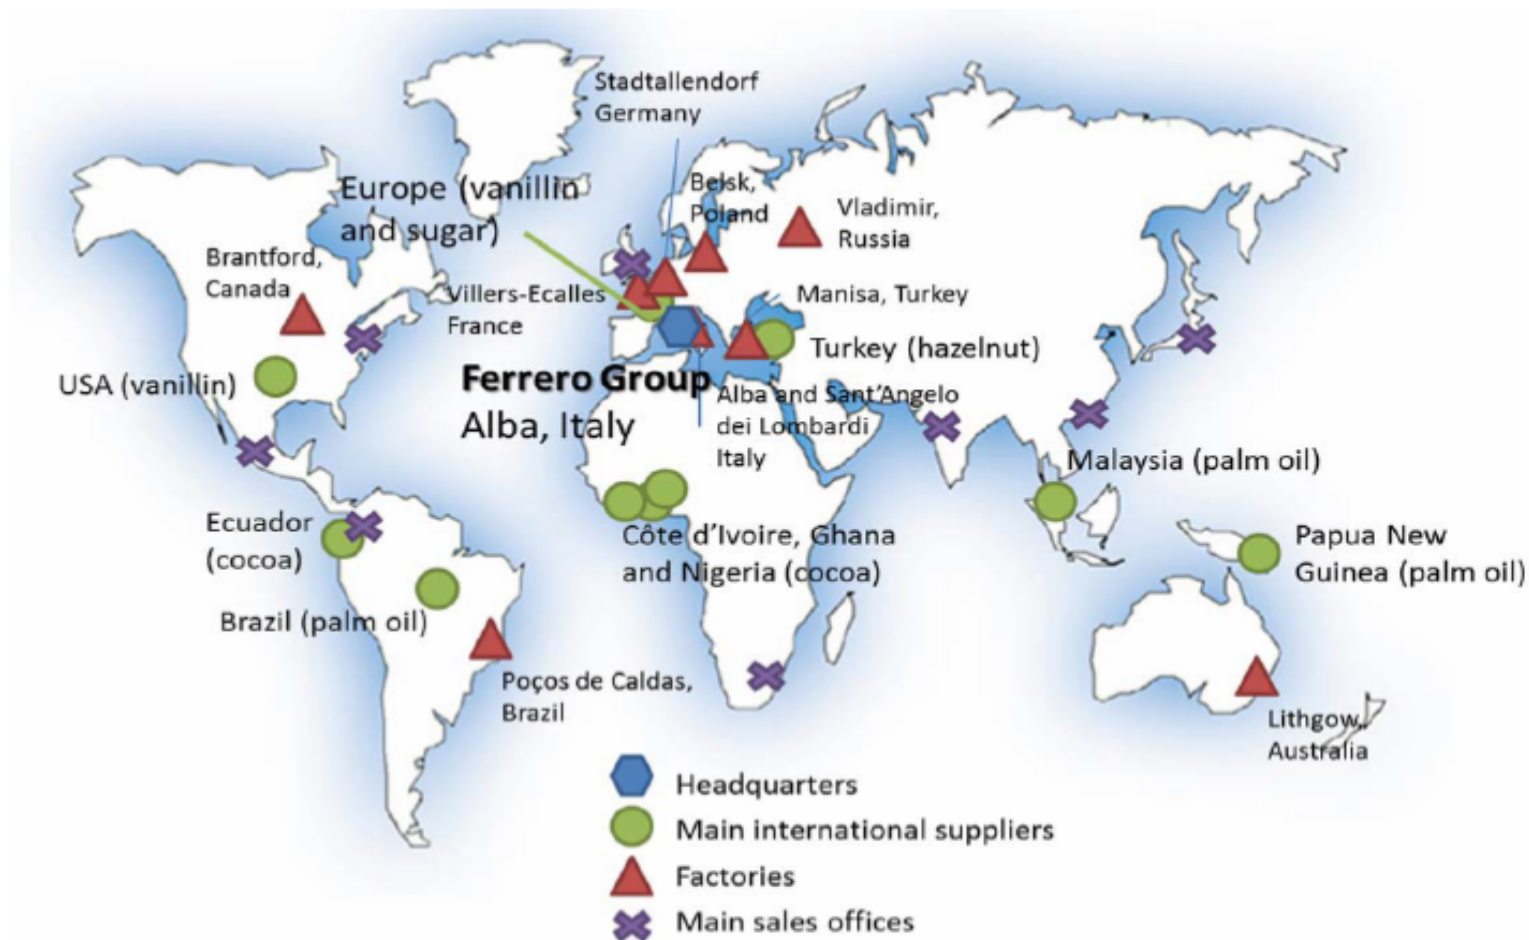 Stadtallendorf
Germany
Europe (vanillin
and sugar)
Belsk,
Poland
Vladimir,
Russia
Brantford,
Canada
Villers-Ecalles
France
Manisa, Turkey
Turkey (hazelnut)
USA (vanillin)
Ferrero Group
Alba, Italy
Alba and Sant'Angelo
dei Lombardi
Italy
Malaysia (palm oil)
Ecuador
(cocoa)
Côte d'Ivoire, Ghana
and Nigeria (cocoa)
Papua New
Guinea (palm oil)
Brazil (palm oil)
Poços de Caldas,
Brazil
Lithgow,
Australia
Headquarters
Main international suppliers
Factories
Main sales offices